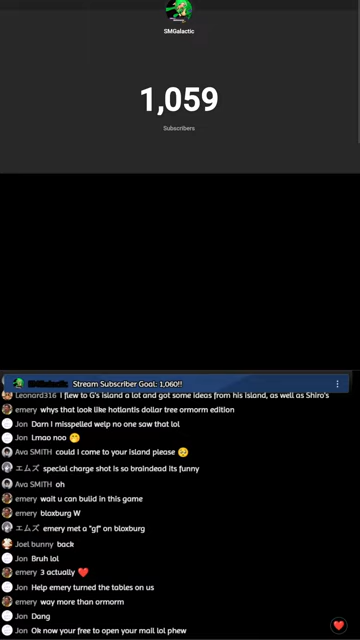 SMGalactic
1,059
Subscribers
SMGalactic Stream Subscriber Goal: 1,060!!
Leonard316 I flew to G's island a lot and got some ideas from his island, as well as Shiro's
emery whys that look like hotlantis dollar tree ormorm edition
Jon Darn I misspelled welp no one saw that lol
Jon Lmao noo 🤭
Ava SMITH could I come to your island please 🥺
エムズ special charge shot is so braindead its funny
Ava SMITH oh
emery wait u can bulid in this game
emery bloxburg W
エムズ emery met a "gf" on bloxburg
Joel bunny back
Jon Bruh lol
emery 3 actually ❤️
Jon Help emery turned the tables on us
emery way more than ormorm
Jon Dang
Jon Ok now your free to open your mail lol phew